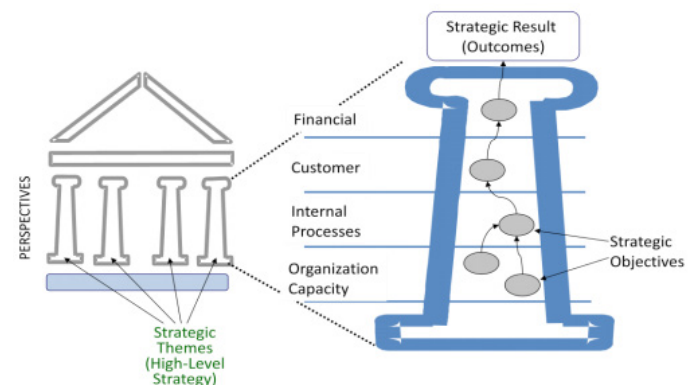 Strategic Result
(Outcomes)
Financial
Customer
Internal
Processes
Organization
Capacity
Strategic
Objectives
PERSPECTIVES
Strategic
Themes
(High-Level
Strategy)